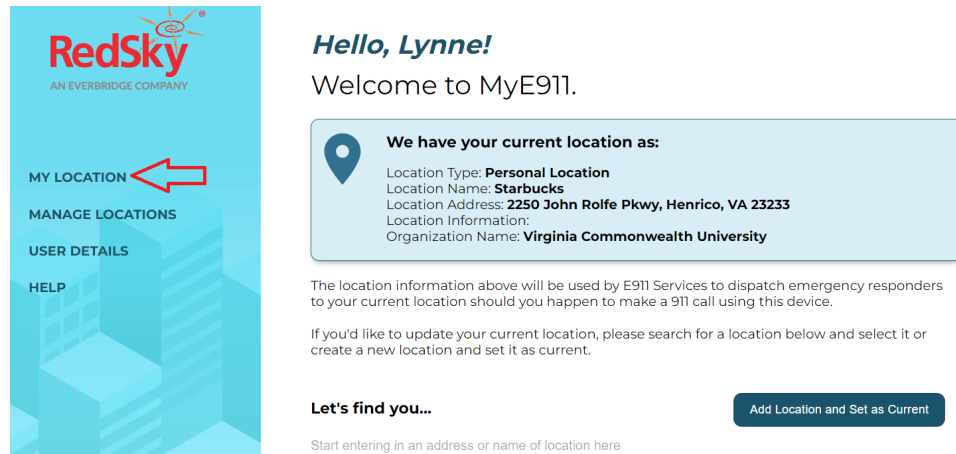 RedSky®
AN EVERBRIDGE COMPANY
MY LOCATION
MANAGE LOCATIONS
USER DETAILS
HELP
Hello, Lynne!
Welcome to MyE911.
We have your current location as:
Location Type: Personal Location
Location Name: Starbucks
Location Address: 2250 John Rolfe Pkwy, Henrico, VA 23233
Location Information:
Organization Name: Virginia Commonwealth University
The location information above will be used by E911 Services to dispatch emergency responders
to your current location should you happen to make a 911 call using this device.
If you'd like to update your current location, please search for a location below and select it or
create a new location and set it as current.
Let's find you...
Add Location and Set as Current
Start entering in an address or name of location here